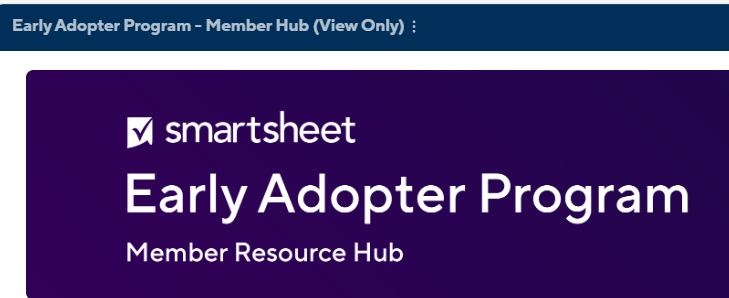 Early Adopter Program - Member Hub (View Only)
smartsheet
Early Adopter Program
Member Resource Hub